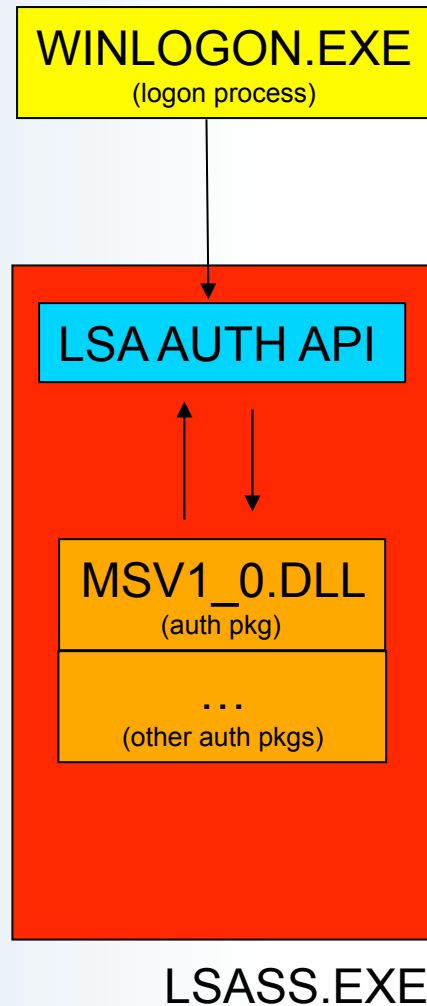 WINLOGON.EXE
(logon process)
LSA AUTH API
MSV1_0.DLL
(auth pkg)
...
(other auth pkgs)
LSASS.EXE